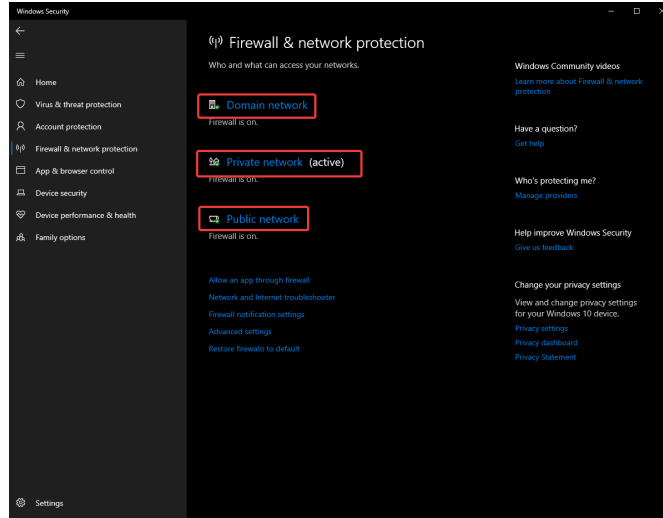 Windows Security
Home
Virus & threat protection
Account protection
Firewall & network protection
App & browser control
Device security
Device performance & health
Family options
Settings
Firewall & network protection
Who and what can access your networks.
Domain network
Firewall is on.
Private network (active)
Firewall is on.
Public network
Firewall is on.
Allow an app through firewall
Network and Internet troubleshooter
Firewall notification settings
Advanced settings
Restore firewalls to default
Windows Community videos
Learn more about Firewall & network
protection
Have a question?
Get help
Who's protecting me?
Manage providers
Help improve Windows Security
Give us feedback
Change your privacy settings
View and change privacy settings
for your Windows 10 device.
Privacy settings
Privacy dashboard
Privacy Statement